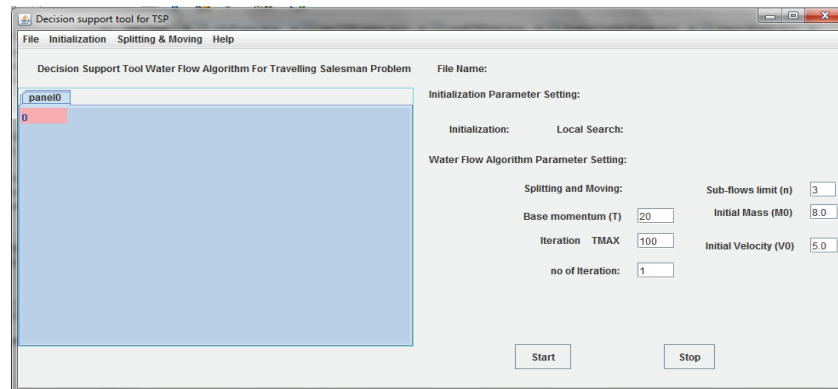 Decision support tool for TSP
File Initialization Splitting & Moving Help
Decision Support Tool Water Flow Algorithm For Travelling Salesman Problem
File Name:
panel0
0
Initialization Parameter Setting:
Initialization: Local Search:
Water Flow Algorithm Parameter Setting:
Splitting and Moving: Sub-flows limit (n) 3
Base momentum (T) 20 Initial Mass (M0) 8.0
Iteration TMAX 100 Initial Velocity (V0) 5.0
no of Iteration: 1
Start Stop